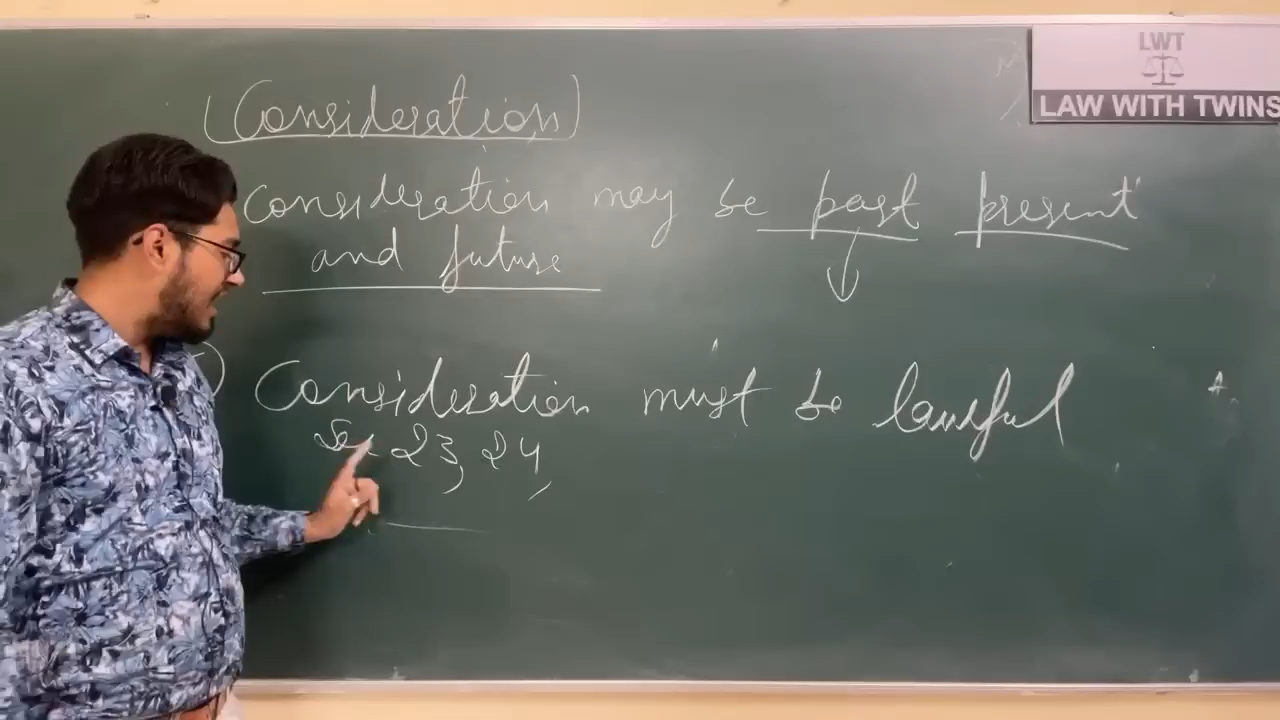 (Consideration)
consideration may be past present
and future
) Consideration must be lawful
Sec 23, 24,
LWT
LAW WITH TWINS